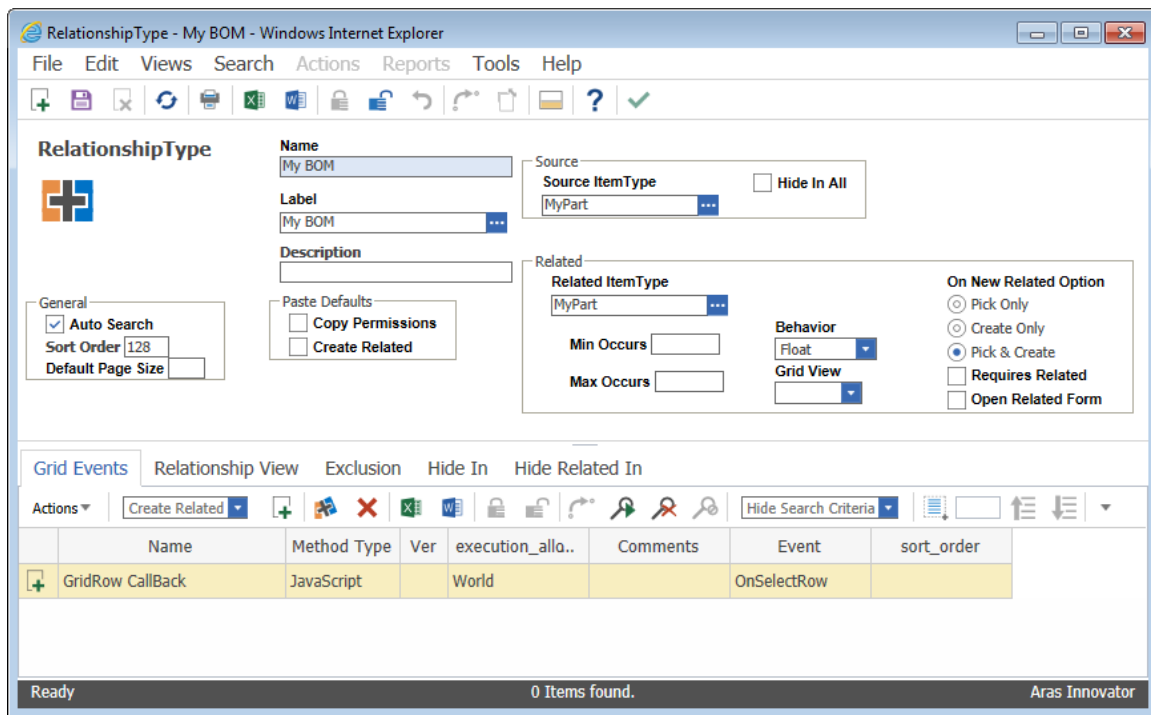 RelationshipType - My BOM - Windows Internet Explorer
File Edit Views Search Actions Reports Tools Help
RelationshipType
Name
My BOM
Label
My BOM
Description
Source
Source ItemType
MyPart
Hide In All
General
Auto Search
Sort Order 128
Default Page Size
Paste Defaults
Copy Permissions
Create Related
Related
Related ItemType
MyPart
Min Occurs
Max Occurs
Behavior
Float
Grid View
On New Related Option
Pick Only
Create Only
Pick & Create
Requires Related
Open Related Form
Grid Events Relationship View Exclusion Hide In Hide Related In
Actions Create Related Hide Search Criteria
Name Method Type Ver execution_allo.. Comments Event sort_order
GridRow CallBack JavaScript World OnSelectRow
Ready 0 Items found. Aras Innovator